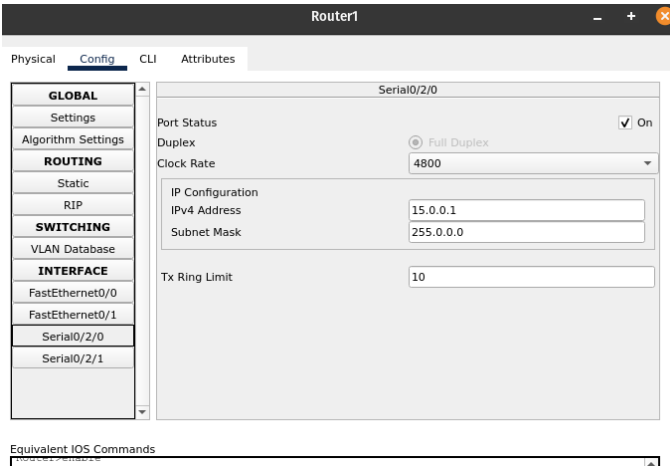 Router1
Physical Config CLI Attributes
GLOBAL
Settings
Algorithm Settings
ROUTING
Static
RIP
SWITCHING
VLAN Database
INTERFACE
FastEthernet0/0
FastEthernet0/1
Serial0/2/0
Serial0/2/1
Serial0/2/0
Port Status On
Duplex Full Duplex
Clock Rate 4800
IP Configuration
IPv4 Address 15.0.0.1
Subnet Mask 255.0.0.0
Tx Ring Limit 10
Equivalent IOS Commands
Router>enable